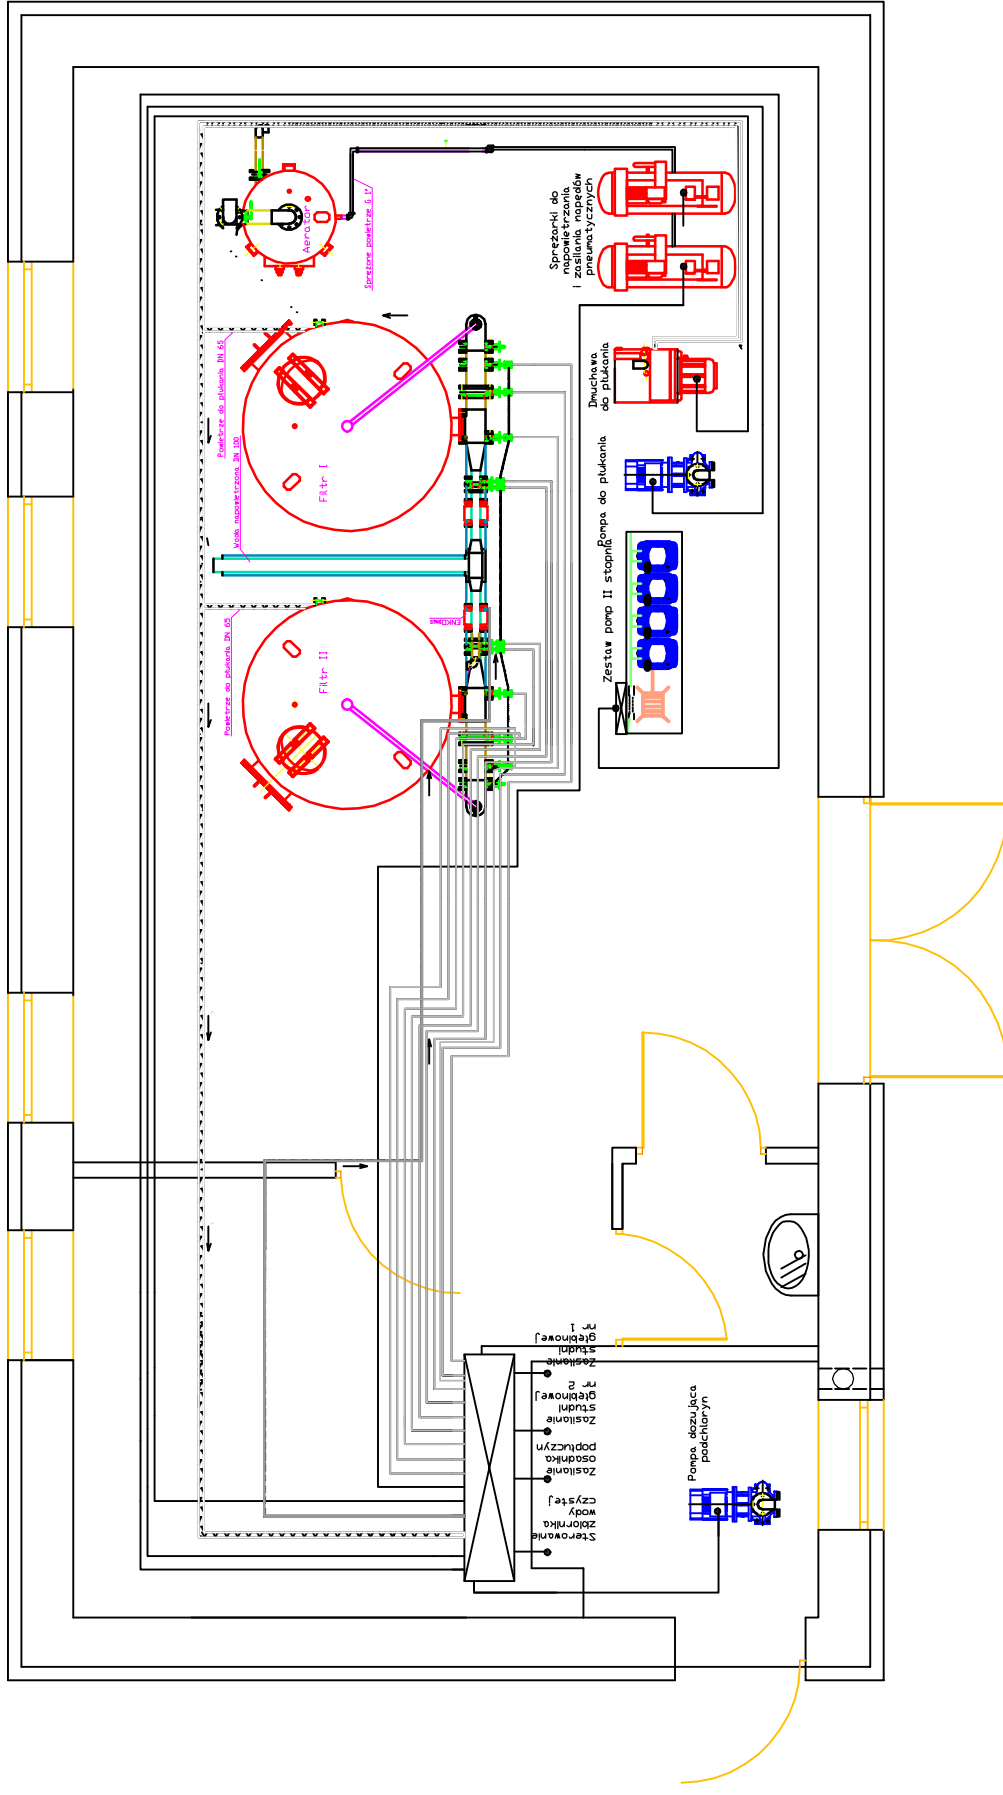 Aerator
Sprężone powietrze G 1"
Sprężarki do
napowietrzania
i zasilania napędów
pneumatycznych
Powietrze do płukania DN 65
Woda napowietrzona DN 100
Filtr I
Dmuchawa
do płukania
Pompa do płukania
Zestaw pomp II stopnia
Powietrze do płukania DN 65
Filtr II
Zasilanie
studni
głębinowej
nr 1
Zasilanie
studni
głębinowej
nr 2
Zasilanie
osadnika
popłuczyn
Sterowanie
zbiornika
wody
czystej
Pompa dozująca
podchloryn